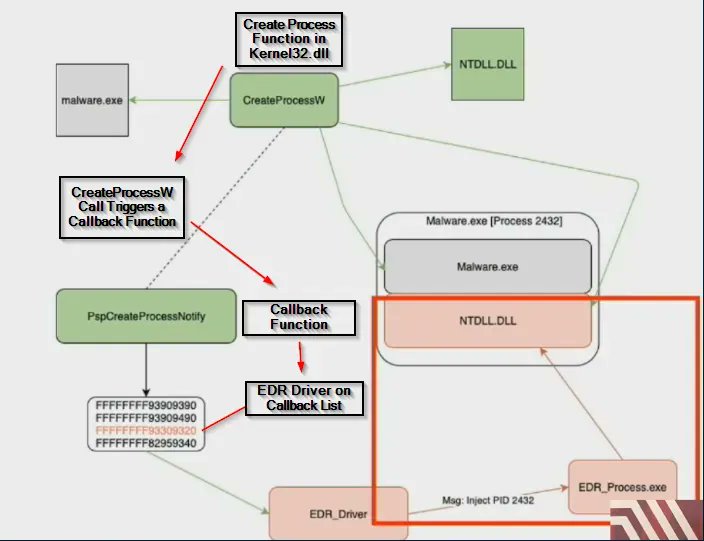 Create Process
Function in
Kernel32.dll
NTDLL.DLL
malware.exe
CreateProcessW
CreateProcessW
Call Triggers a
Callback Function
Malware.exe [Process 2432]
Malware.exe
PspCreateProcessNotify
Callback
Function
NTDLL.DLL
FFFFFFFF93909390
FFFFFFFF93909490
FFFFFFFF93309320
FFFFFFFF82959340
EDR Driver on
Callback List
EDR_Driver
Msg: Inject PID 2432
EDR_Process.exe